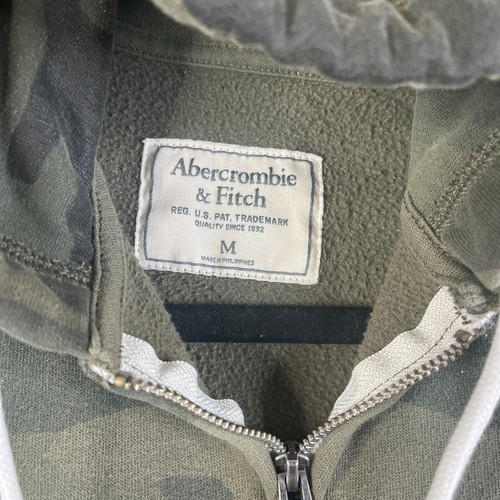 Abercrombie
& Fitch
REG. U.S. PAT. TRADEMARK
QUALITY SINCE 1892
M
MADE IN PHILIPPINES